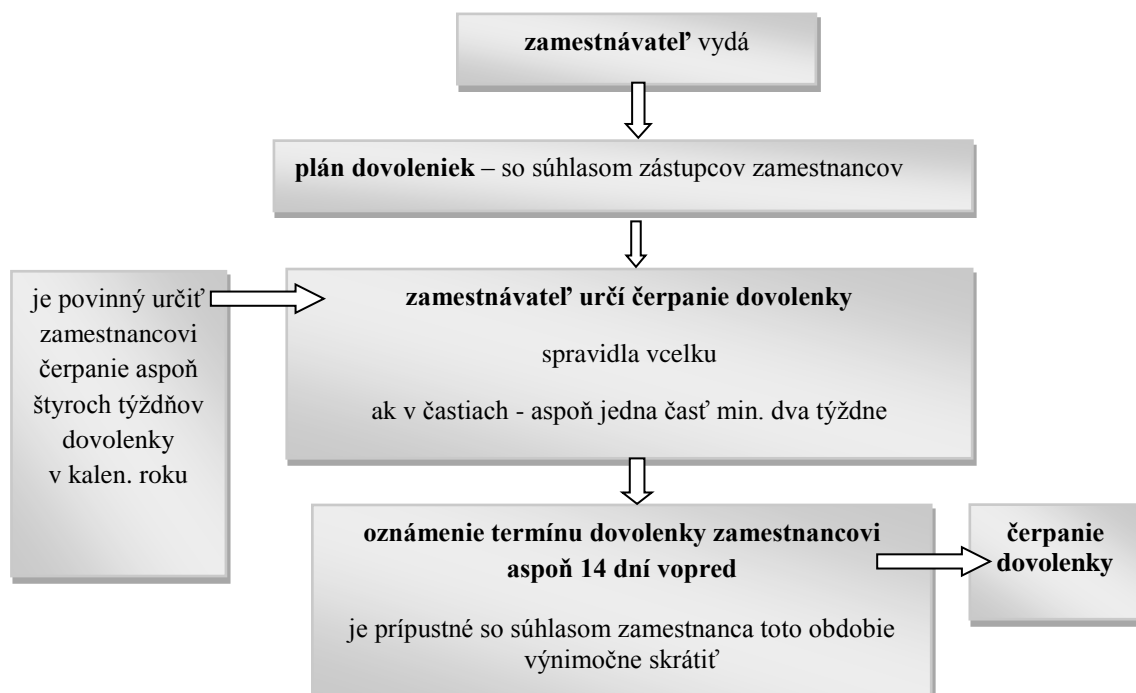 zamestnávateľ vydá
plán dovoleniek – so súhlasom zástupcov zamestnancov
je povinný určiť
zamestnancovi
čerpanie aspoň
štyroch týždňov
dovolenky
v kalen. roku
zamestnávateľ určí čerpanie dovolenky
spravidla vcelku
ak v častiach - aspoň jedna časť min. dva týždne
oznámenie termínu dovolenky zamestnancovi
aspoň 14 dní vopred
je prípustné so súhlasom zamestnanca toto obdobie
výnimočne skrátiť
čerpanie
dovolenky